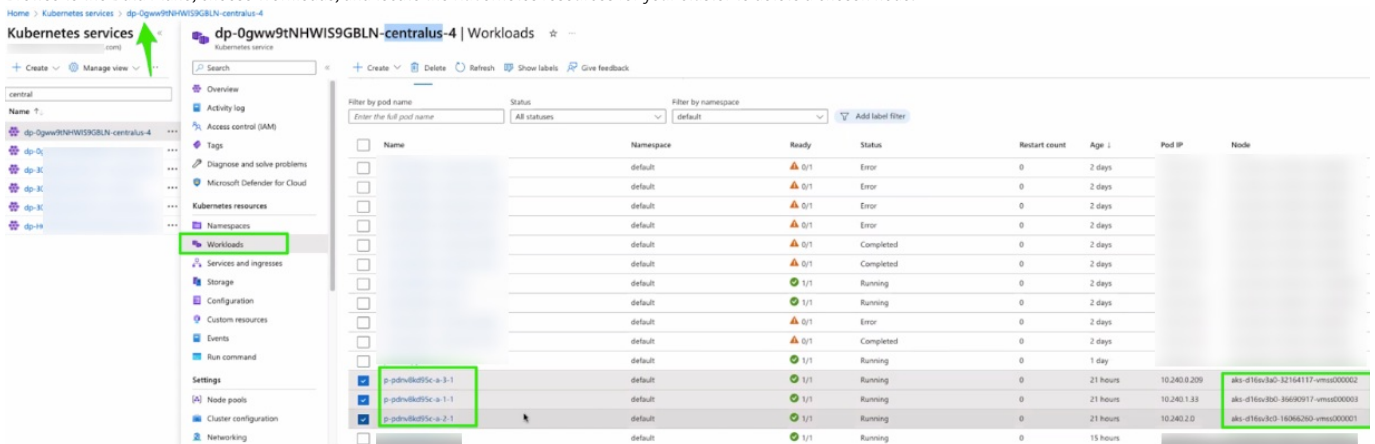 Home > Kubernetes services > dp-0gww9tNHWIS9GBLN-centralus-4
Kubernetes services
.com)
+ Create Manage view ...
central
Name ↑
dp-0gww9tNHWIS9GBLN-centralus-4 ...
dp-0 ...
dp-3 ...
dp-3 ...
dp-3 ...
dp-H ...
dp-0gww9tNHWIS9GBLN-centralus-4 | Workloads
Kubernetes service
Search
Overview
Activity log
Access control (IAM)
Tags
Diagnose and solve problems
Microsoft Defender for Cloud
Kubernetes resources
Namespaces
Workloads
Services and ingresses
Storage
Configuration
Custom resources
Events
Run command
Settings
Node pools
Cluster configuration
Networking
+ Create Delete Refresh Show labels Give feedback
Filter by pod name Status Filter by namespace
Enter the full pod name All statuses default Add label filter
Name Namespace Ready Status Restart count Age ↓ Pod IP Node
default 0/1 Error 0 2 days
default 0/1 Error 0 2 days
default 0/1 Error 0 2 days
default 0/1 Error 0 2 days
default 0/1 Completed 0 2 days
default 0/1 Completed 0 2 days
default 1/1 Running 0 2 days
default 1/1 Running 0 2 days
default 0/1 Error 0 2 days
default 0/1 Completed 0 2 days
default 1/1 Running 0 1 day
p-pdnv8kd95c-a-3-1 default 1/1 Running 0 21 hours 10.240.0.209 aks-d16sv3a0-32164117-vmss000002
p-pdnv8kd95c-a-1-1 default 1/1 Running 0 21 hours 10.240.1.33 aks-d16sv3b0-36690917-vmss000003
p-pdnv8kd95c-a-2-1 default 1/1 Running 0 21 hours 10.240.2.0 aks-d16sv3c0-16066260-vmss000001
default 1/1 Running 0 15 hours